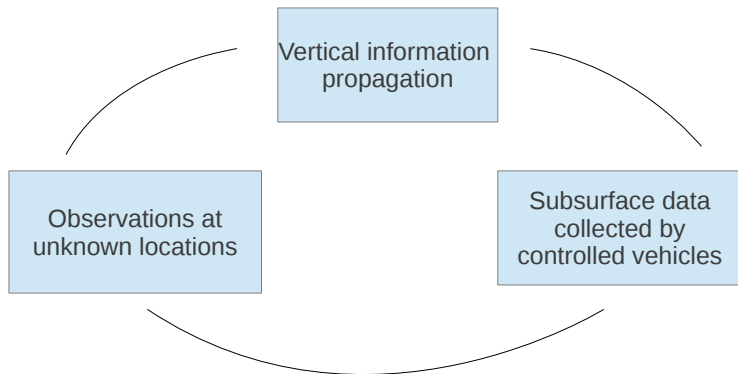 Vertical information
propagation
Observations at
unknown locations
Subsurface data
collected by
controlled vehicles